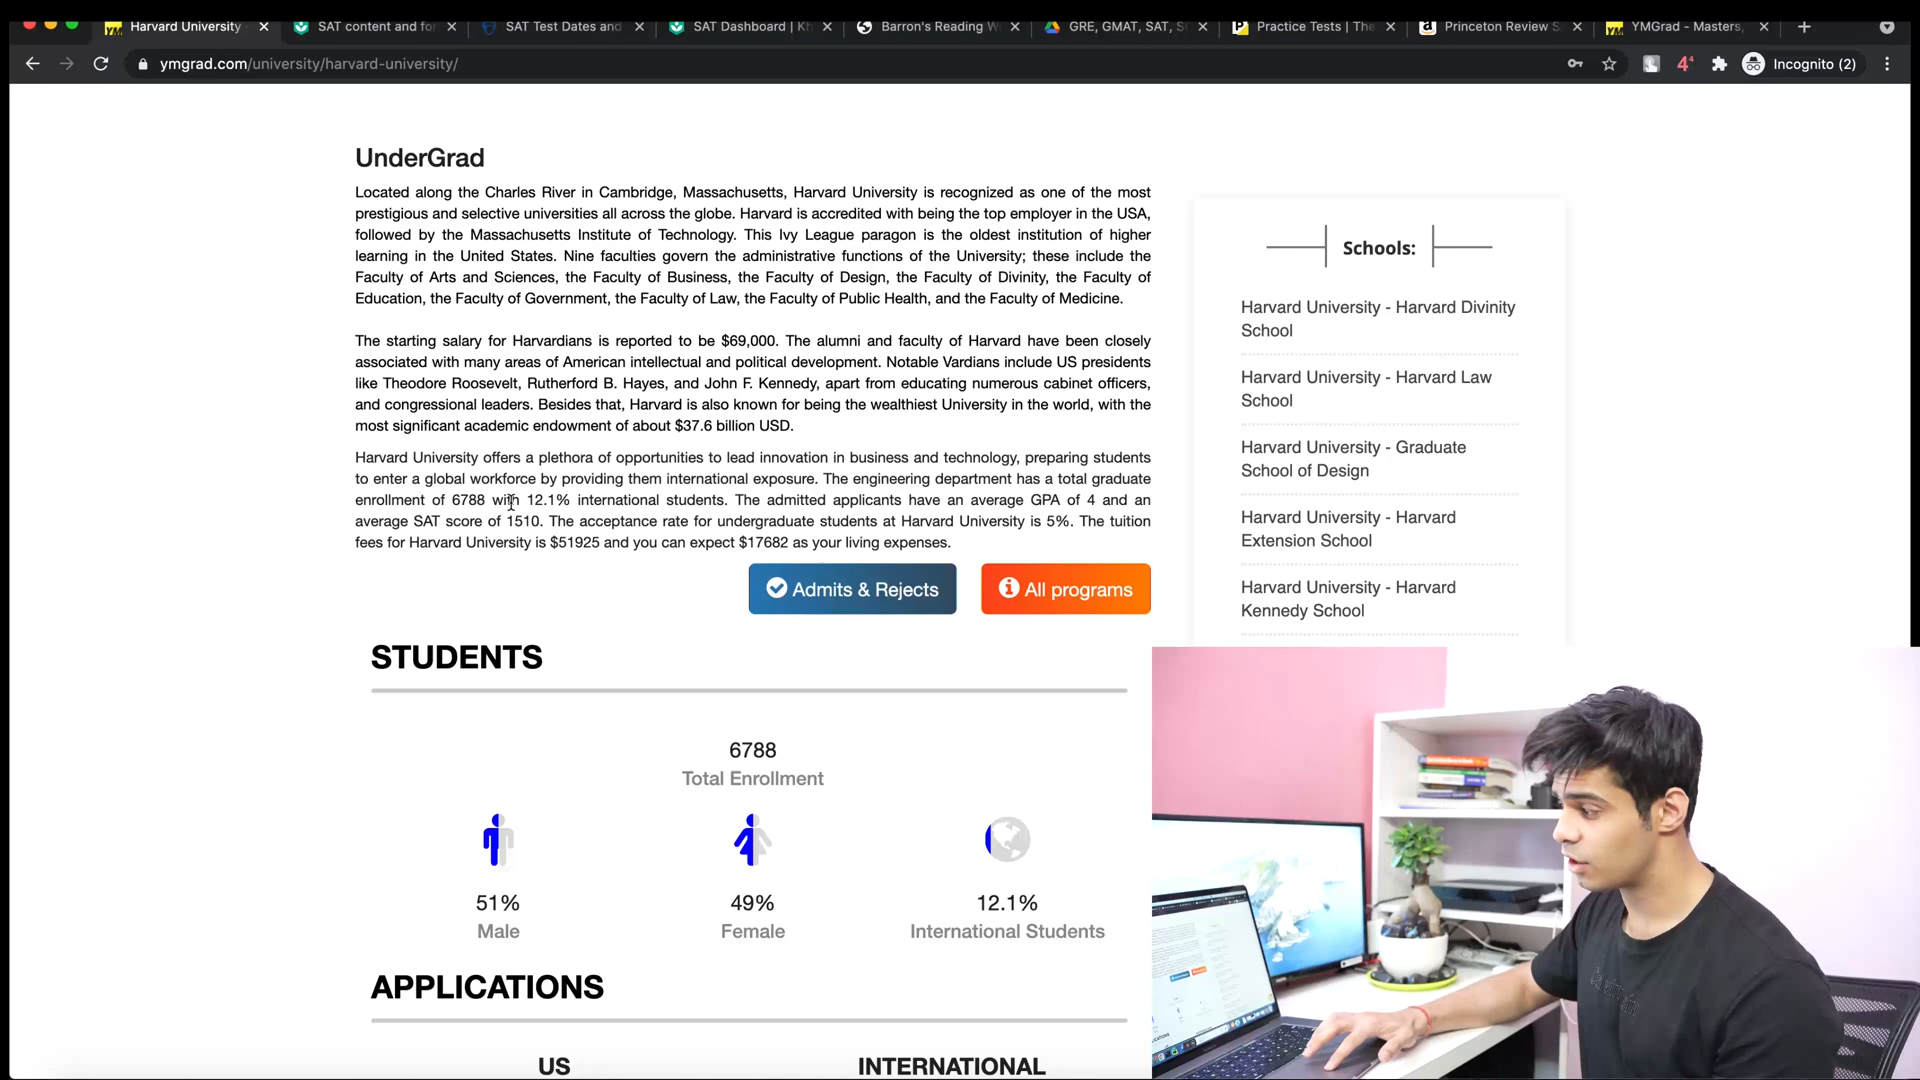 Harvard University
SAT content and fo
SAT Test Dates and
SAT Dashboard | Kh
Barron's Reading W
GRE, GMAT, SAT, S
Practice Tests | The
Princeton Review S
YMGrad - Masters,
ymgrad.com/university/harvard-university/
Incognito (2)
UnderGrad
Located along the Charles River in Cambridge, Massachusetts, Harvard University is recognized as one of the most
prestigious and selective universities all across the globe. Harvard is accredited with being the top employer in the USA,
followed by the Massachusetts Institute of Technology. This Ivy League paragon is the oldest institution of higher
learning in the United States. Nine faculties govern the administrative functions of the University; these include the
Faculty of Arts and Sciences, the Faculty of Business, the Faculty of Design, the Faculty of Divinity, the Faculty of
Education, the Faculty of Government, the Faculty of Law, the Faculty of Public Health, and the Faculty of Medicine.
The starting salary for Harvardians is reported to be $69,000. The alumni and faculty of Harvard have been closely
associated with many areas of American intellectual and political development. Notable Vardians include US presidents
like Theodore Roosevelt, Rutherford B. Hayes, and John F. Kennedy, apart from educating numerous cabinet officers,
and congressional leaders. Besides that, Harvard is also known for being the wealthiest University in the world, with the
most significant academic endowment of about $37.6 billion USD.
Harvard University offers a plethora of opportunities to lead innovation in business and technology, preparing students
to enter a global workforce by providing them international exposure. The engineering department has a total graduate
enrollment of 6788 with 12.1% international students. The admitted applicants have an average GPA of 4 and an
average SAT score of 1510. The acceptance rate for undergraduate students at Harvard University is 5%. The tuition
fees for Harvard University is $51925 and you can expect $17682 as your living expenses.
Admits & Rejects
All programs
STUDENTS
6788
Total Enrollment
51%
Male
49%
Female
12.1%
International Students
APPLICATIONS
US
INTERNATIONAL
Schools:
Harvard University - Harvard Divinity
School
Harvard University - Harvard Law
School
Harvard University - Graduate
School of Design
Harvard University - Harvard
Extension School
Harvard University - Harvard
Kennedy School